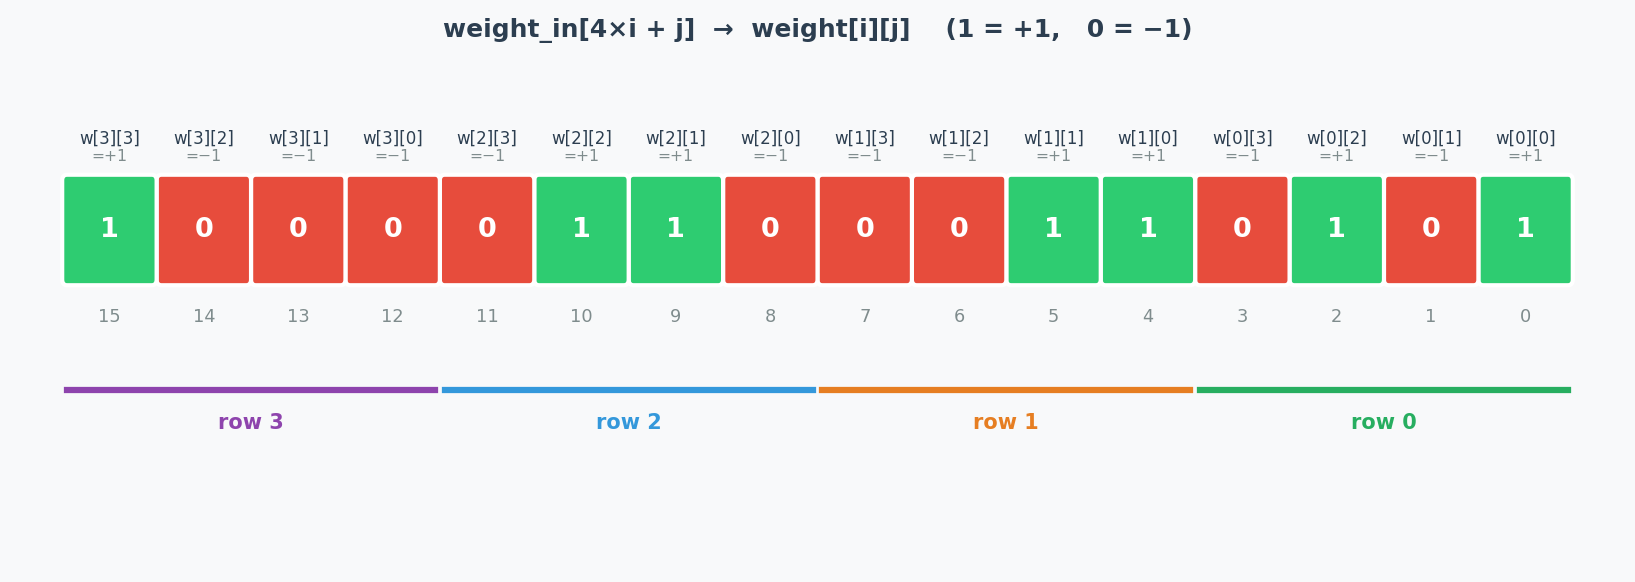 weight_in[4×i + j] → weight[i][j] (1 = +1, 0 = −1)
w[3][3] w[3][2] w[3][1] w[3][0] w[2][3] w[2][2] w[2][1] w[2][0] w[1][3] w[1][2] w[1][1] w[1][0] w[0][3] w[0][2] w[0][1] w[0][0]
=+1 =−1 =−1 =−1 =−1 =+1 =+1 =−1 =−1 =−1 =+1 =+1 =−1 =+1 =−1 =+1
1 0 0 0 0 1 1 0 0 0 1 1 0 1 0 1
15 14 13 12 11 10 9 8 7 6 5 4 3 2 1 0
row 3 row 2 row 1 row 0